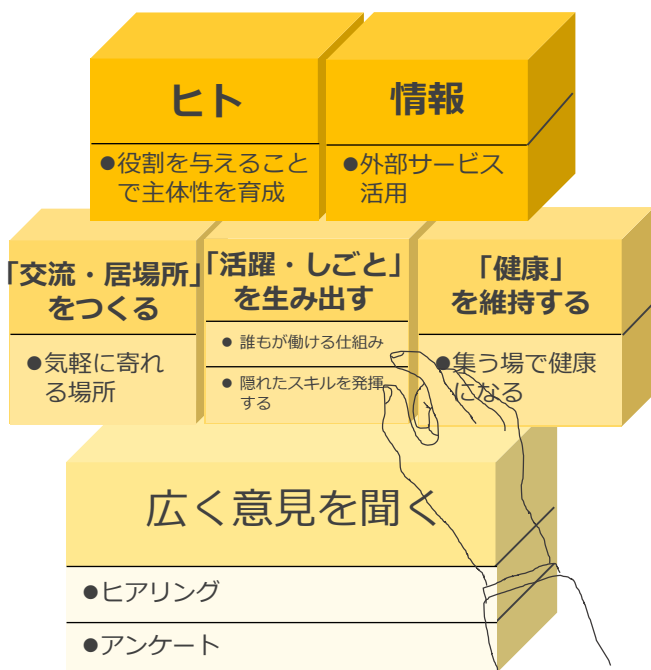 ヒト
●役割を与えること
で主体性を育成
情報
●外部サービス
活用
「交流・居場所」
をつくる
●気軽に寄れ
る場所
「活躍・しごと」
を生み出す
● 誰もが働ける仕組み
● 隠れたスキルを発揮
する
「健康」
を維持する
●集う場で健康
になる
広く意見を聞く
●ヒアリング
●アンケート